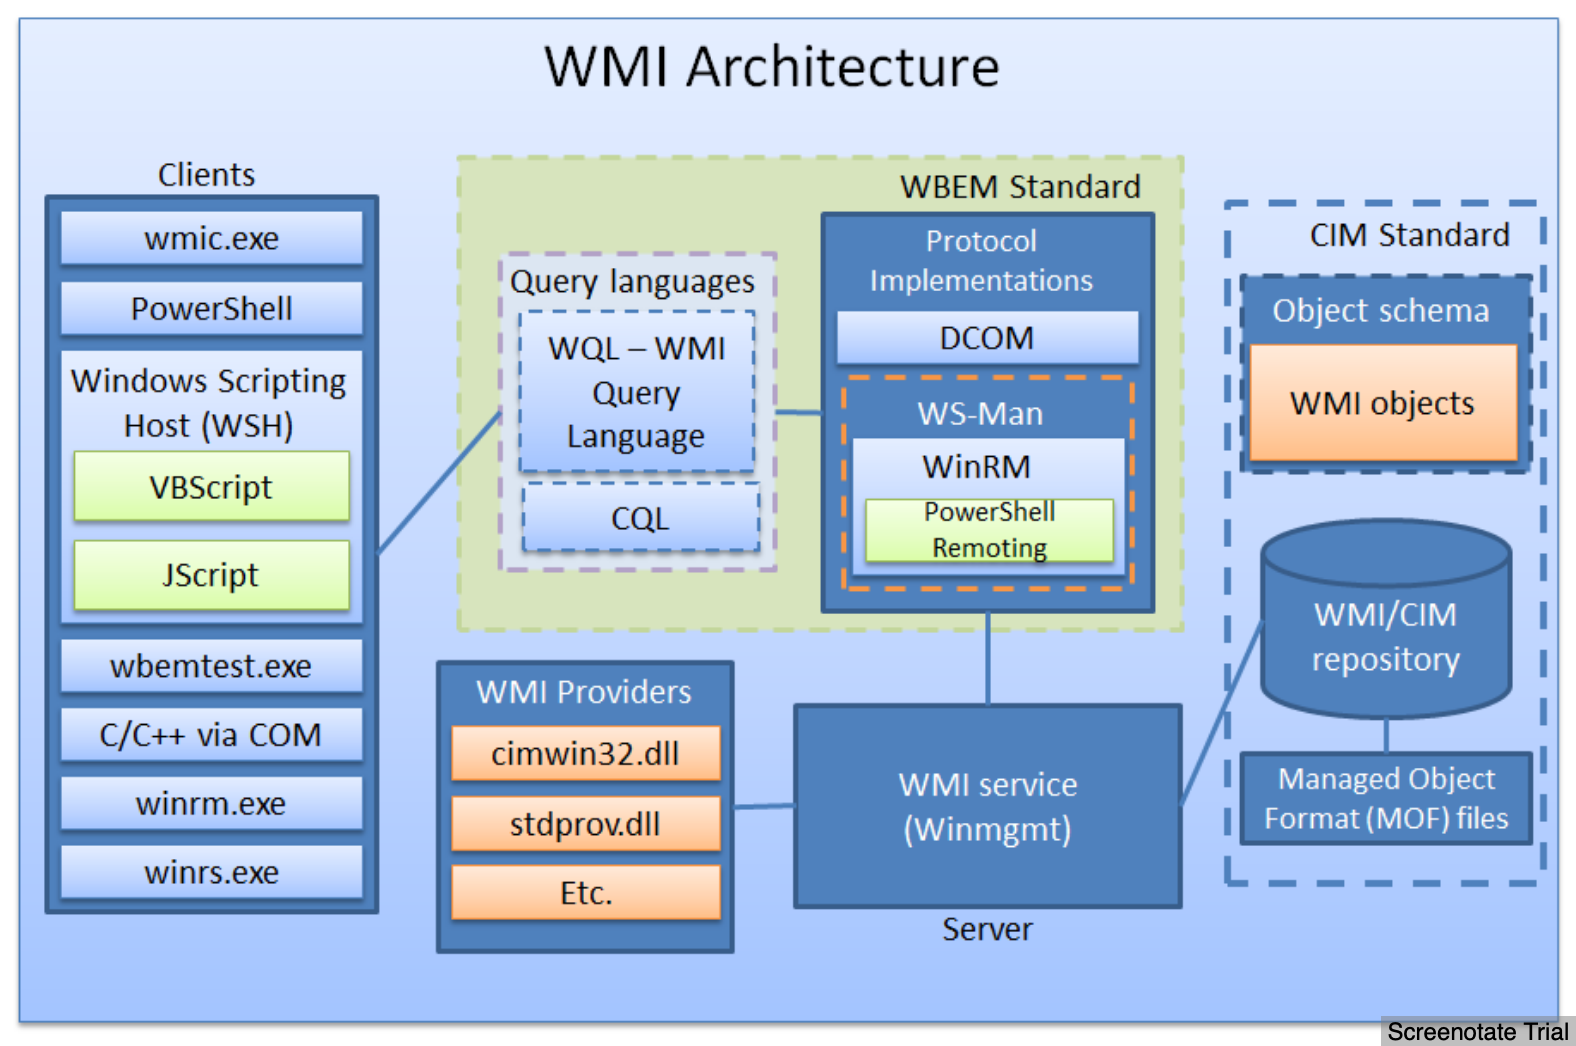 WMI Architecture
Clients
wmic.exe
PowerShell
Windows Scripting
Host (WSH)
VBScript
JScript
wbemtest.exe
C/C++ via COM
winrm.exe
winrs.exe
WBEM Standard
Query languages
WQL – WMI
Query
Language
CQL
Protocol
Implementations
DCOM
WS-Man
WinRM
PowerShell
Remoting
CIM Standard
Object schema
WMI objects
WMI/CIM
repository
Managed Object
Format (MOF) files
WMI Providers
cimwin32.dll
stdprov.dll
Etc.
WMI service
(Winmgmt)
Server
Screenotate Trial